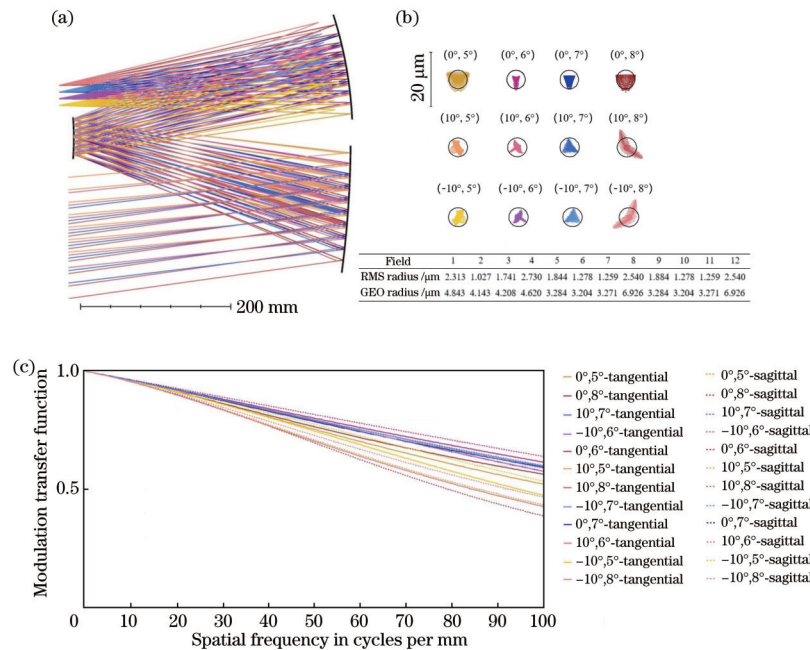 (a)
200 mm
(b)
20 μm
(0°, 5°) (0°, 6°) (0°, 7°) (0°, 8°)
(10°, 5°) (10°, 6°) (10°, 7°) (10°, 8°)
(-10°, 5°) (-10°, 6°) (-10°, 7°) (-10°, 8°)
Field 1 2 3 4 5 6 7 8 9 10 11 12
RMS radius /μm 2.313 1.027 1.741 2.730 1.844 1.278 1.259 2.540 1.884 1.278 1.259 2.540
GEO radius /μm 4.843 4.143 4.208 4.620 3.284 3.204 3.271 6.926 3.284 3.204 3.271 6.926
(c)
Modulation transfer function
1.0
0.5
0 10 20 30 40 50 60 70 80 90 100
Spatial frequency in cycles per mm
0°,5°-tangential
0°,8°-tangential
10°,7°-tangential
-10°,6°-tangential
0°,6°-tangential
10°,5°-tangential
10°,8°-tangential
-10°,7°-tangential
0°,7°-tangential
10°,6°-tangential
-10°,5°-tangential
-10°,8°-tangential
0°,5°-sagittal
0°,8°-sagittal
10°,7°-sagittal
-10°,6°-sagittal
0°,6°-sagittal
10°,5°-sagittal
10°,8°-sagittal
-10°,7°-sagittal
0°,7°-sagittal
10°,6°-sagittal
-10°,5°-sagittal
-10°,8°-sagittal